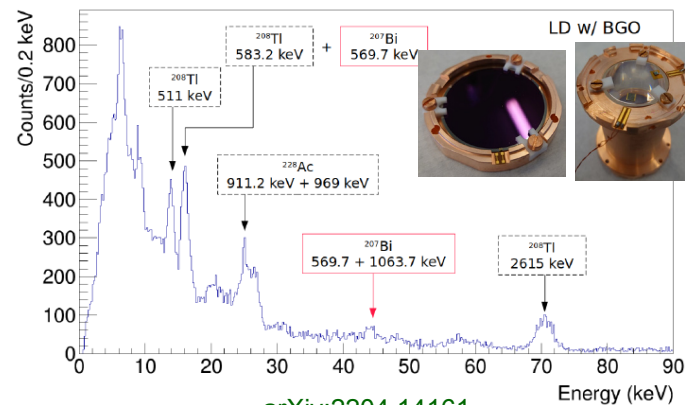 LD w/ BGO
Counts/0.2 keV
800
700
600
500
400
300
200
100
0
²⁰⁸Tl
511 keV
²⁰⁸Tl
583.2 keV
+
²⁰⁷Bi
569.7 keV
²²⁸Ac
911.2 keV + 969 keV
²⁰⁷Bi
569.7 + 1063.7 keV
²⁰⁸Tl
2615 keV
0 10 20 30 40 50 60 70 80 90
Energy (keV)